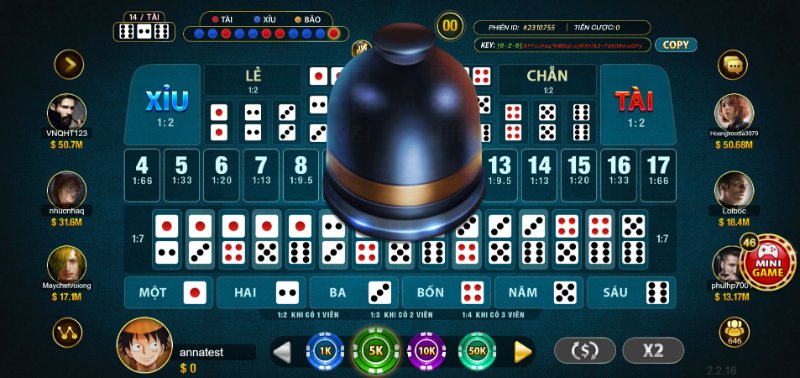 14 / TÀI
TÀI XỈU BÃO
00
PHIÊN ID: #2310755 TIỀN CƯỢC:0
KEY: [6-2-6]
COPY
XỈU
1:2
LẺ
1:2
CHẴN
1:2
TÀI
1:2
VNQHT123
$ 50.7M
Hoangtrootia3979
$ 50.68M
4 5 6 7 8 13 14 15 16 17
1:66 1:33 1:20 1:13 1:9.5 1:9.5 1:13 1:20 1:33 1:66
nhucnhaq
$ 31.6M
Loiboc
$ 18.4M
1:7 1:7
46
MINI
GAME
Maychetvoiong
$ 17.1M
phulhp700
$ 13.17M
MỘT HAI BA BỐN NĂM SÁU
1:2 KHI CÓ 1 VIÊN 1:3 KHI CÓ 2 VIÊN 1:4 KHI CÓ 3 VIÊN
annatest
$ 0
1K 5K 10K 50K
($) X2
646
2.2.16